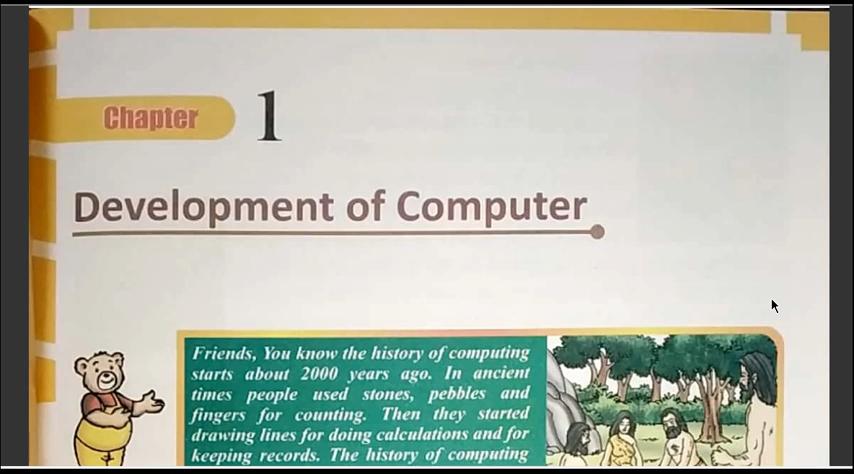 Chapter 1
Development of Computer
Friends, You know the history of computing
starts about 2000 years ago. In ancient
times people used stones, pebbles and
fingers for counting. Then they started
drawing lines for doing calculations and for
keeping records. The history of computing